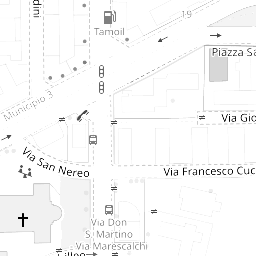 dini
Tamoil
19
Piazza Sa
Municipio 3
Via Gio
Via San Nereo
Via Francesco Cuc
Via Don
S. Martino
Via Marescalchi